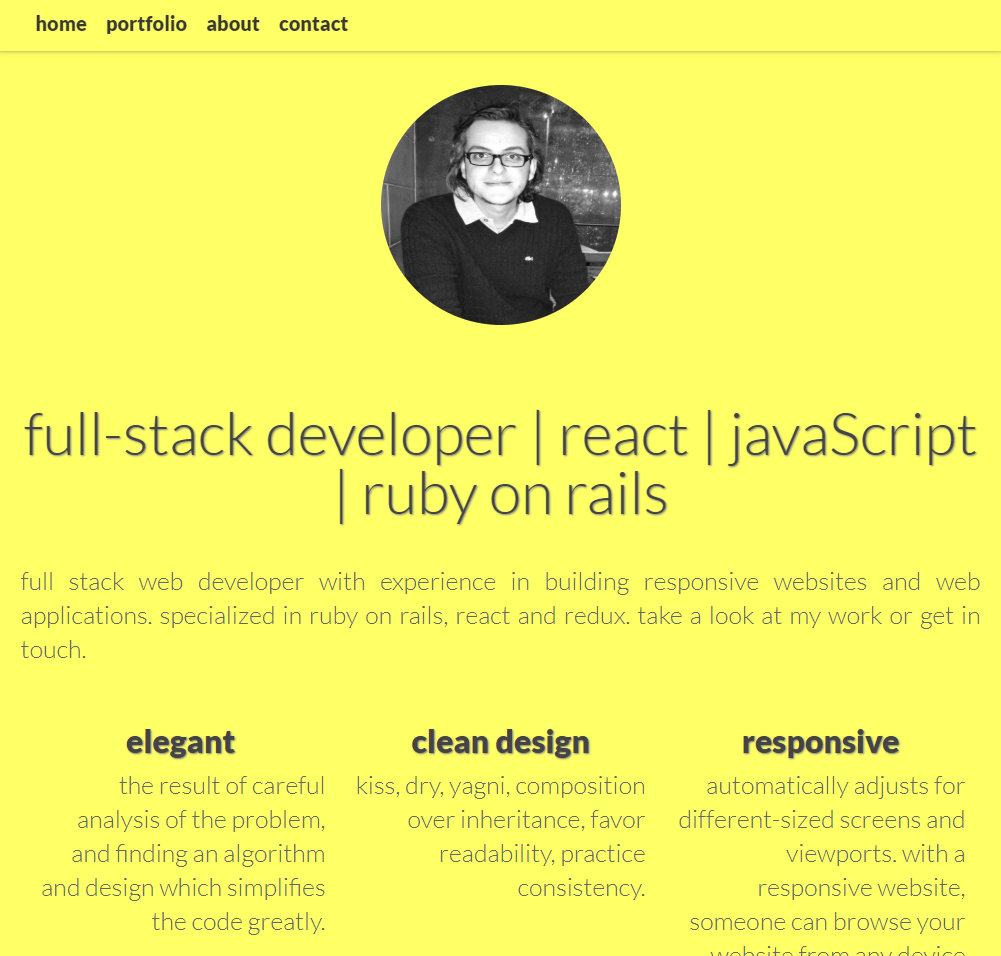 home portfolio about contact
full-stack developer | react | javaScript
| ruby on rails
full stack web developer with experience in building responsive websites and web
applications. specialized in ruby on rails, react and redux. take a look at my work or get in
touch.
elegant
the result of careful
analysis of the problem,
and finding an algorithm
and design which simplifies
the code greatly.
clean design
kiss, dry, yagni, composition
over inheritance, favor
readability, practice
consistency.
responsive
automatically adjusts for
different-sized screens and
viewports. with a
responsive website,
someone can browse your
website from any device